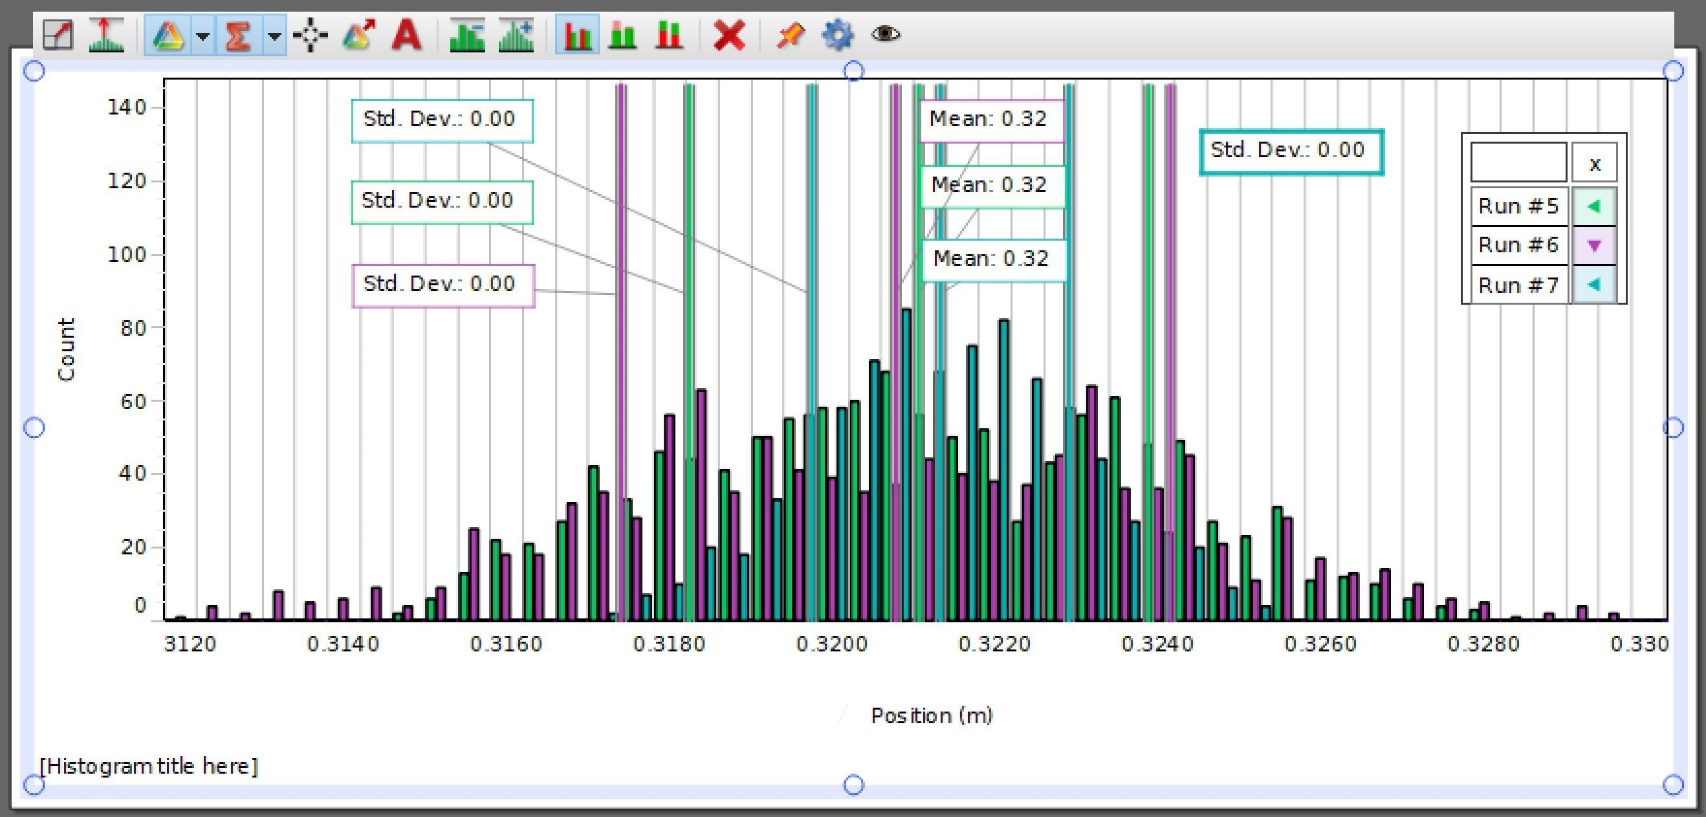 A
140
120
100
80
60
40
20
0
Count
Std. Dev.: 0.00
Std. Dev.: 0.00
Std. Dev.: 0.00
Mean: 0.32
Mean: 0.32
Mean: 0.32
Std. Dev.: 0.00
x
Run #5
Run #6
Run #7
3120 0.3140 0.3160 0.3180 0.3200 0.3220 0.3240 0.3260 0.3280 0.330
Position (m)
[Histogram title here]